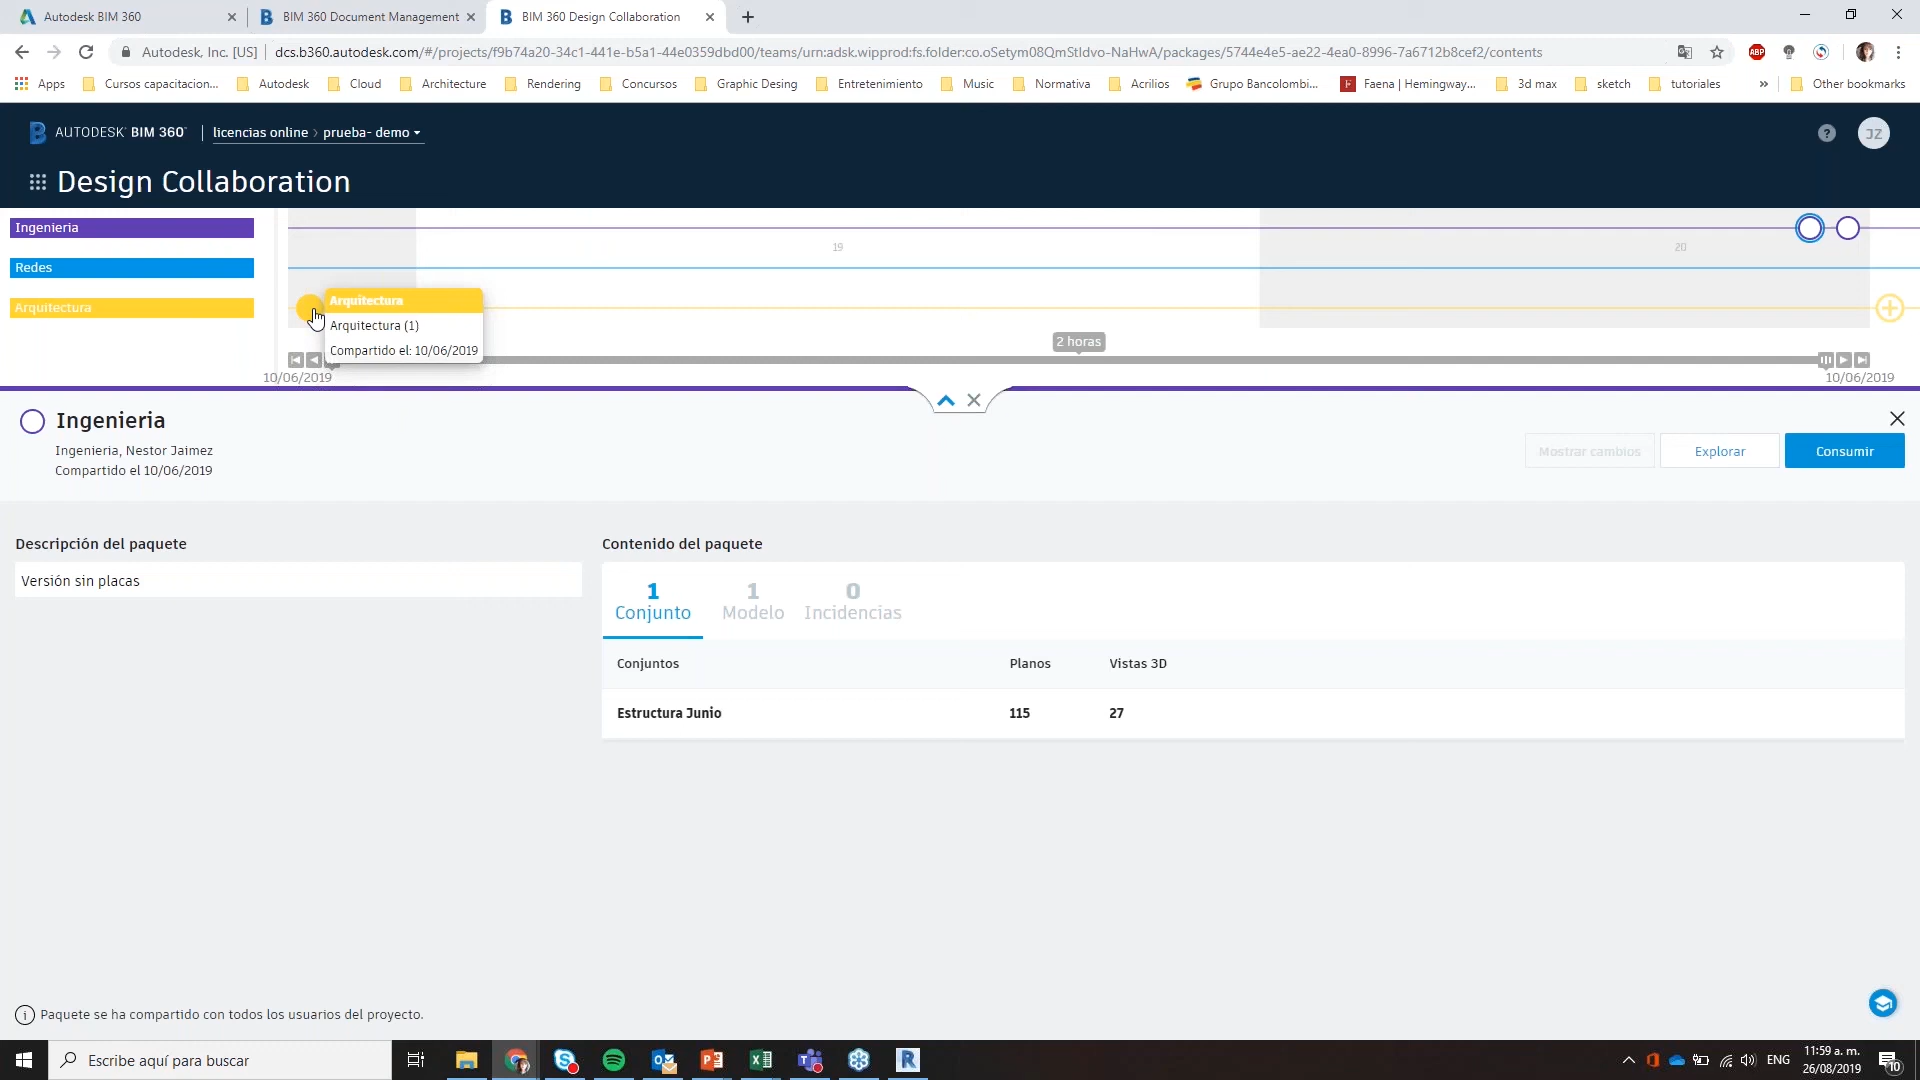 Autodesk BIM 360
BIM 360 Document Management
BIM 360 Design Collaboration
Autodesk, Inc. [US] | dcs.b360.autodesk.com/#/projects/f9b74a20-34c1-441e-b5a1-44e0359dbd00/teams/urn:adsk.wipprod:fs.folder:co.oSetym08QmStIdvo-NaHwA/packages/5744e4e5-ae22-4ea0-8996-7a6712b8cef2/contents
ABP
Apps Cursos capacitacion... Autodesk Cloud Architecture Rendering Concursos Graphic Desing Entretenimiento Music Normativa Acrilios Grupo Bancolombi... Faena | Hemingway... 3d max sketch tutoriales » Other bookmarks
AUTODESK BIM 360 licencias online > prueba- demo
? JZ
Design Collaboration
Ingenieria
19 20
Redes
Arquitectura
Arquitectura
Arquitectura (1)
Compartido el: 10/06/2019
2 horas
10/06/2019 10/06/2019
Ingenieria
Ingenieria, Nestor Jaimez
Compartido el 10/06/2019
Mostrar cambios Explorar Consumir
Descripción del paquete
Versión sin placas
Contenido del paquete
1 Conjunto
1 Modelo
0 Incidencias
Conjuntos Planos Vistas 3D
Estructura Junio 115 27
Paquete se ha compartido con todos los usuarios del proyecto.
Escribe aquí para buscar
ENG
11:59 a. m.
26/08/2019
10